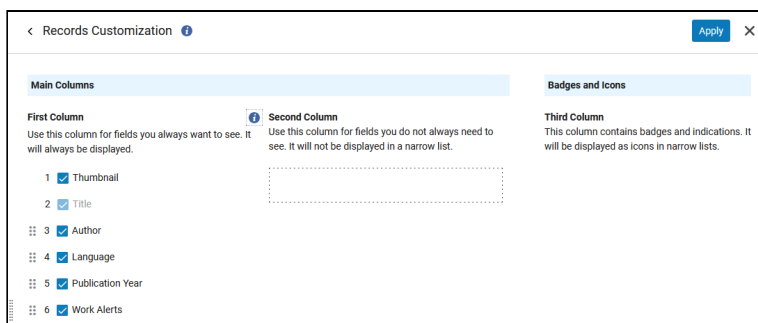 Records Customization
Apply
Main Columns
Badges and Icons
First Column
Use this column for fields you always want to see. It
will always be displayed.
1 Thumbnail
2 Title
3 Author
4 Language
5 Publication Year
6 Work Alerts
Second Column
Use this column for fields you do not always need to
see. It will not be displayed in a narrow list.
Third Column
This column contains badges and indications. It
will be displayed as icons in narrow lists.